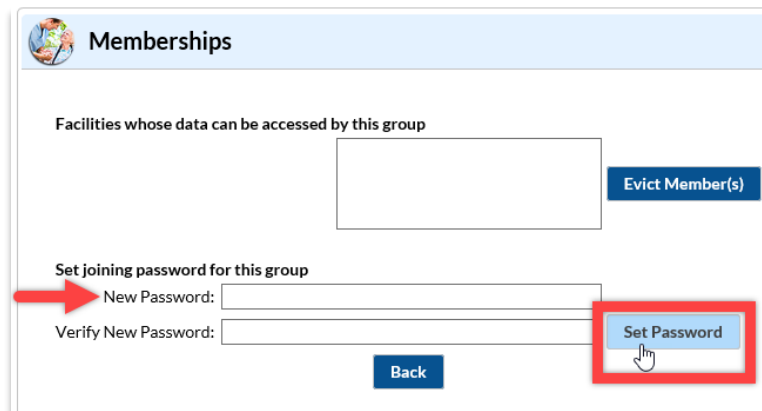 Memberships
Facilities whose data can be accessed by this group
Evict Member(s)
Set joining password for this group
New Password:
Verify New Password:
Set Password
Back